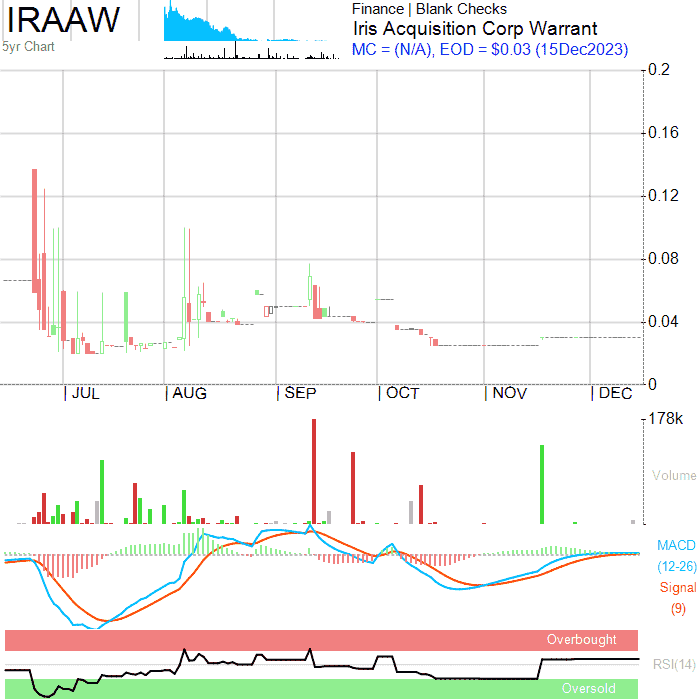 IRAAW
5yr Chart
Finance | Blank Checks
Iris Acquisition Corp Warrant
MC = (N/A), EOD = $0.03 (15Dec2023)
0.2
0.16
0.12
0.08
0.04
0
|JUL |AUG |SEP |OCT |NOV |DEC
178k
Volume
MACD
(12-26)
Signal
(9)
Overbought
RSI(14)
Oversold